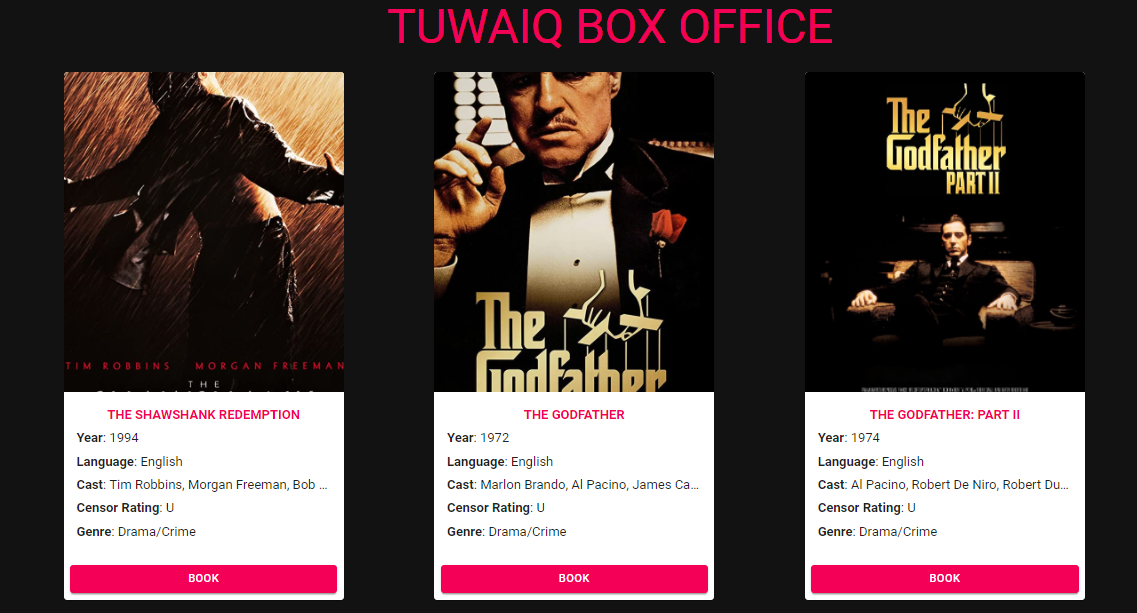 TUWAIQ BOX OFFICE
TIM ROBBINS MORGAN FREEMAN
THE
THE SHAWSHANK REDEMPTION
Year: 1994
Language: English
Cast: Tim Robbins, Morgan Freeman, Bob ...
Censor Rating: U
Genre: Drama/Crime
BOOK
The
Godfather
THE GODFATHER
Year: 1972
Language: English
Cast: Marlon Brando, Al Pacino, James Ca...
Censor Rating: U
Genre: Drama/Crime
BOOK
The
Godfather
PART II
THE GODFATHER: PART II
Year: 1974
Language: English
Cast: Al Pacino, Robert De Niro, Robert Du...
Censor Rating: U
Genre: Drama/Crime
BOOK